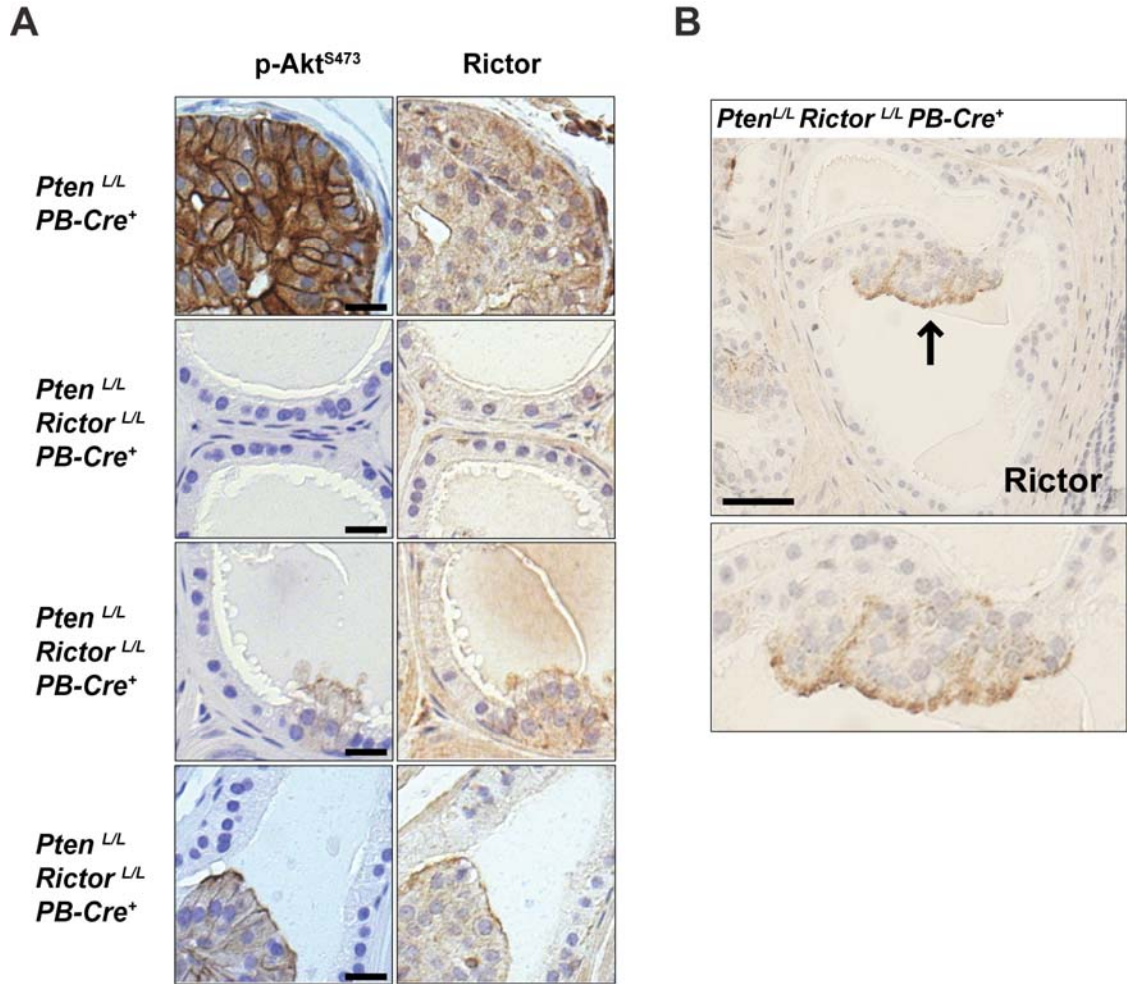 A
B
p-Akt^S473 Rictor
Pten L/L
PB-Cre+
Pten L/L
Rictor L/L
PB-Cre+
Pten L/L
Rictor L/L
PB-Cre+
Pten L/L
Rictor L/L
PB-Cre+
Pten L/L Rictor L/L PB-Cre+
Rictor